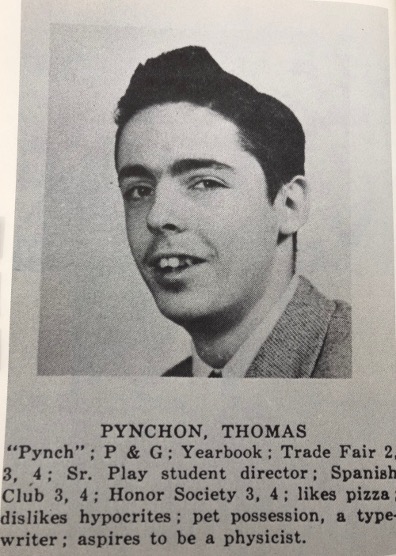 PYNCHON, THOMAS
"Pynch"; P & G; Yearbook; Trade Fair 2,
3, 4; Sr. Play student director; Spanish
Club 3, 4; Honor Society 3, 4; likes pizza;
dislikes hypocrites; pet possession, a type-
writer; aspires to be a physicist.